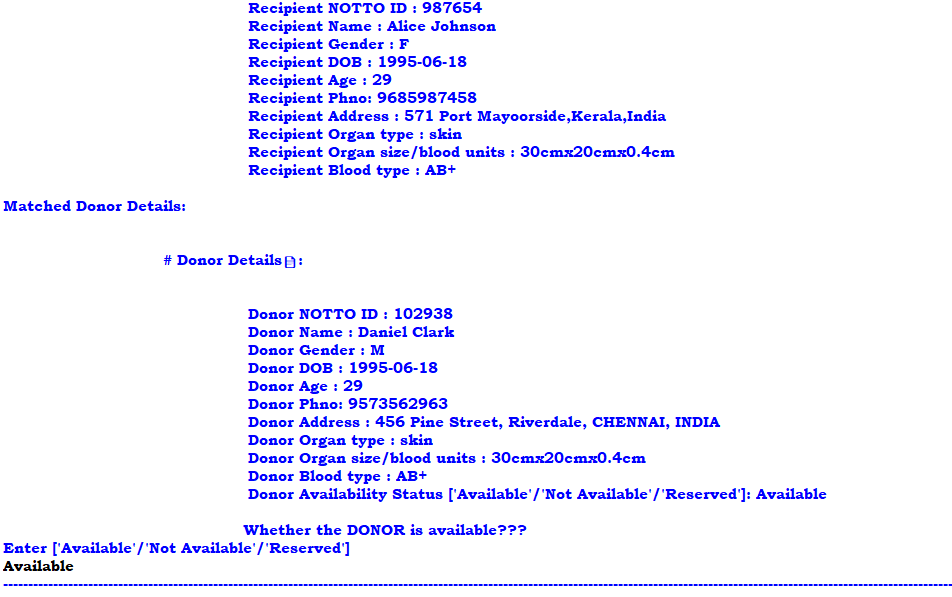 Recipient NOTTO ID : 987654
Recipient Name : Alice Johnson
Recipient Gender : F
Recipient DOB : 1995-06-18
Recipient Age : 29
Recipient Phno: 9685987458
Recipient Address : 571 Port Mayoorside,Kerala,India
Recipient Organ type : skin
Recipient Organ size/blood units : 30cmx20cmx0.4cm
Recipient Blood type : AB+
Matched Donor Details:
# Donor Details📄:
Donor NOTTO ID : 102938
Donor Name : Daniel Clark
Donor Gender : M
Donor DOB : 1995-06-18
Donor Age : 29
Donor Phno: 9573562963
Donor Address : 456 Pine Street, Riverdale, CHENNAI, INDIA
Donor Organ type : skin
Donor Organ size/blood units : 30cmx20cmx0.4cm
Donor Blood type : AB+
Donor Availability Status ['Available'/'Not Available'/'Reserved']: Available
Whether the DONOR is available???
Enter ['Available'/'Not Available'/'Reserved']
Available